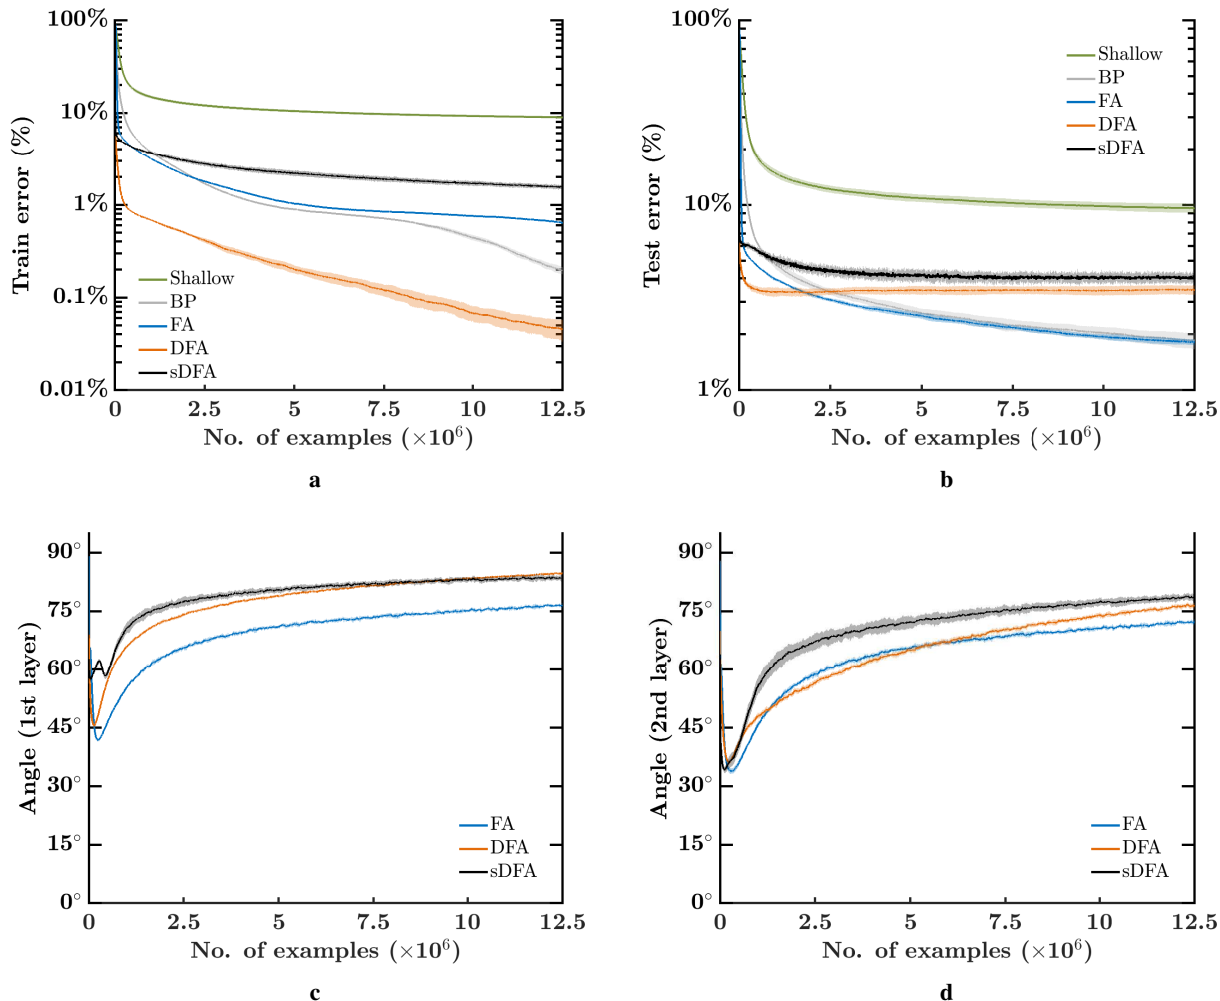 100%
10%
1%
0.1%
0.01%
Train error (%)
Shallow
BP
FA
DFA
sDFA
0 2.5 5 7.5 10 12.5
No. of examples (×10⁶)
a
100%
10%
1%
Test error (%)
Shallow
BP
FA
DFA
sDFA
0 2.5 5 7.5 10 12.5
No. of examples (×10⁶)
b
90°
75°
60°
45°
30°
15°
0°
Angle (1st layer)
FA
DFA
sDFA
0 2.5 5 7.5 10 12.5
No. of examples (×10⁶)
c
90°
75°
60°
45°
30°
15°
0°
Angle (2nd layer)
FA
DFA
sDFA
0 2.5 5 7.5 10 12.5
No. of examples (×10⁶)
d